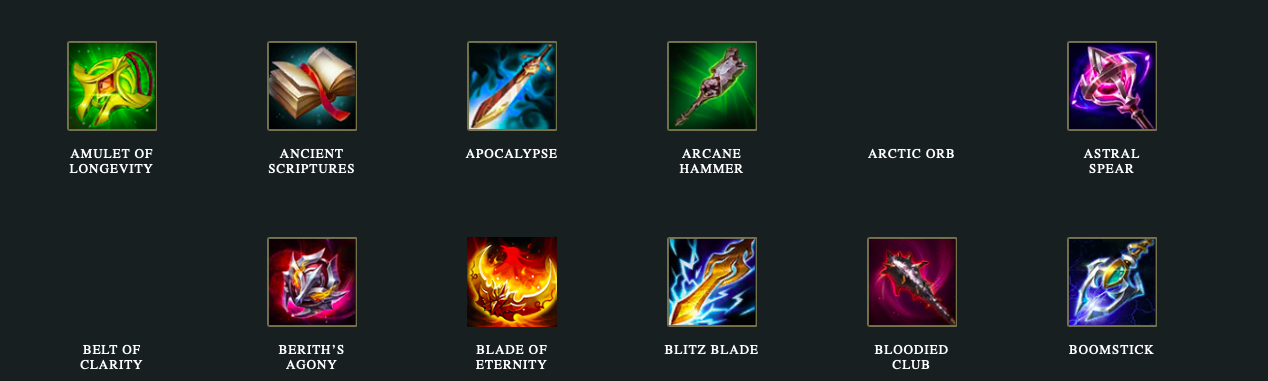 AMULET OF
LONGEVITY
ANCIENT
SCRIPTURES
APOCALYPSE
ARCANE
HAMMER
ARCTIC ORB
ASTRAL
SPEAR
BELT OF
CLARITY
BERITH'S
AGONY
BLADE OF
ETERNITY
BLITZ BLADE
BLOODIED
CLUB
BOOMSTICK